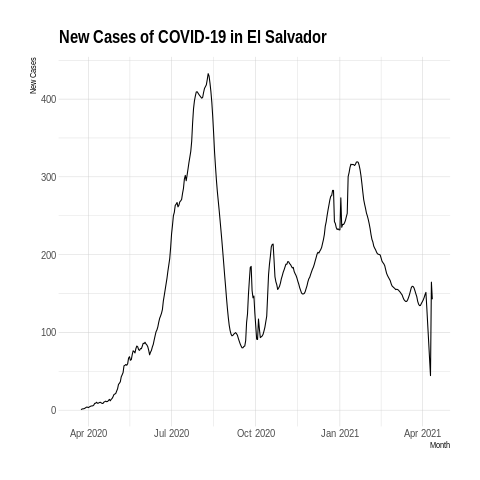 New Cases of COVID-19 in El Salvador
New Cases
400
300
200
100
0
Apr 2020 Jul 2020 Oct 2020 Jan 2021 Apr 2021
Month